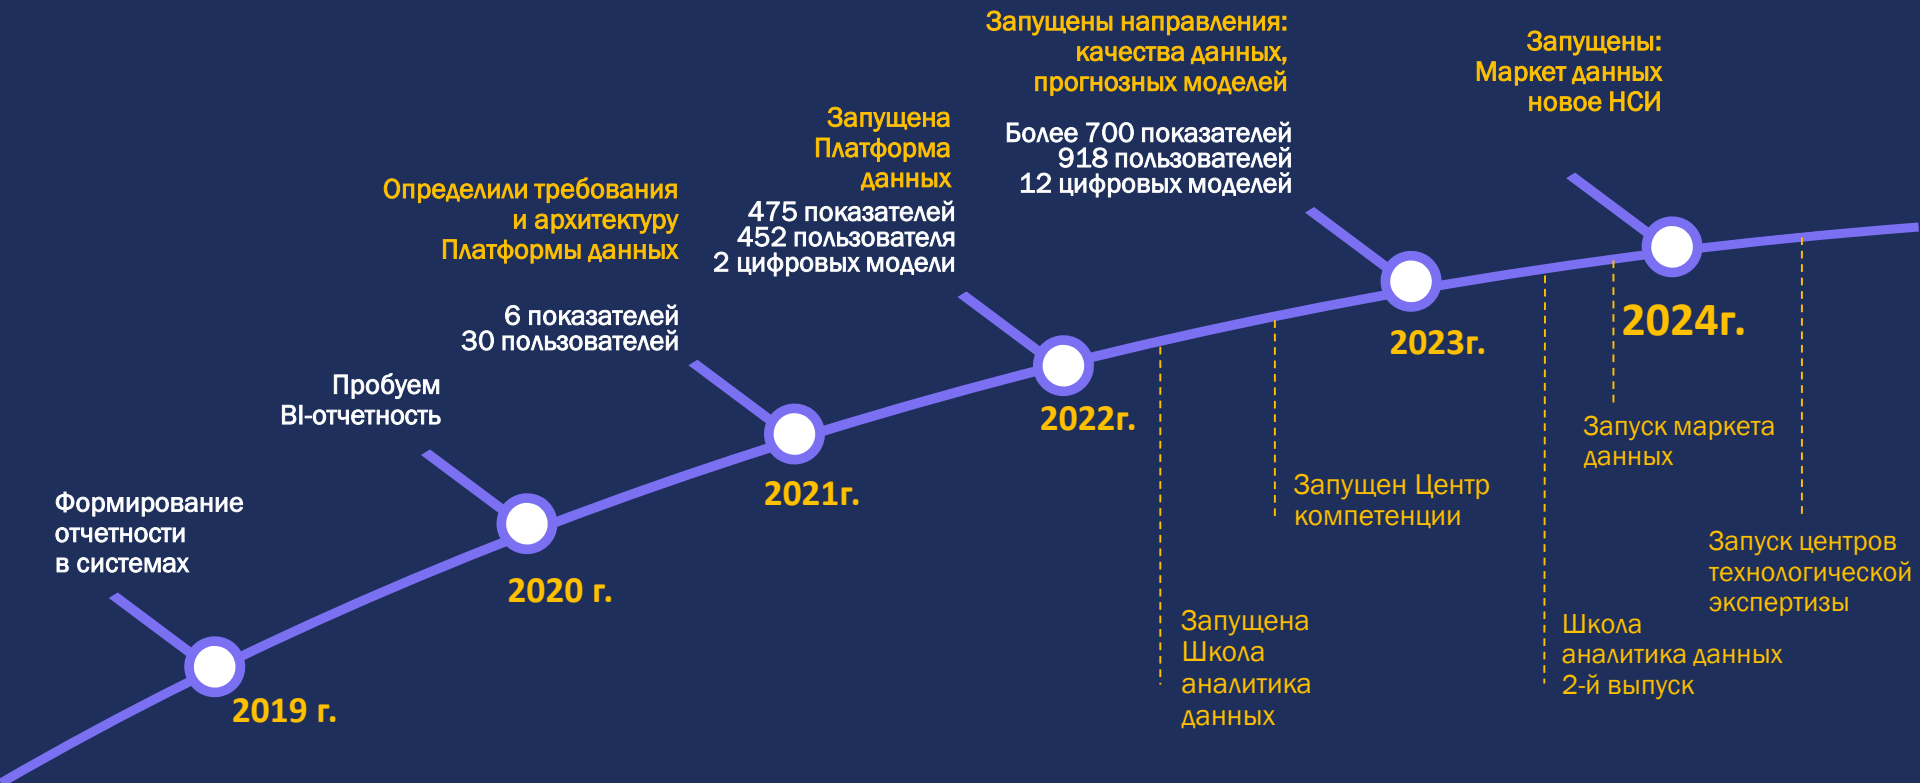 Формирование
отчетности
в системах
2019 г.
Пробуем
BI-отчетность
2020 г.
Определили требования
и архитектуру
Платформы данных
6 показателей
30 пользователей
2021г.
Запущена
Платформа
данных
475 показателей
452 пользователя
2 цифровых модели
2022г.
Запущена
Школа
аналитика
данных
Запущен Центр
компетенции
Запущены направления:
качества данных,
прогнозных моделей
Более 700 показателей
918 пользователей
12 цифровых моделей
2023г.
Школа
аналитика данных
2-й выпуск
Запуск маркета
данных
Запущены:
Маркет данных
новое НСИ
2024г.
Запуск центров
технологической
экспертизы